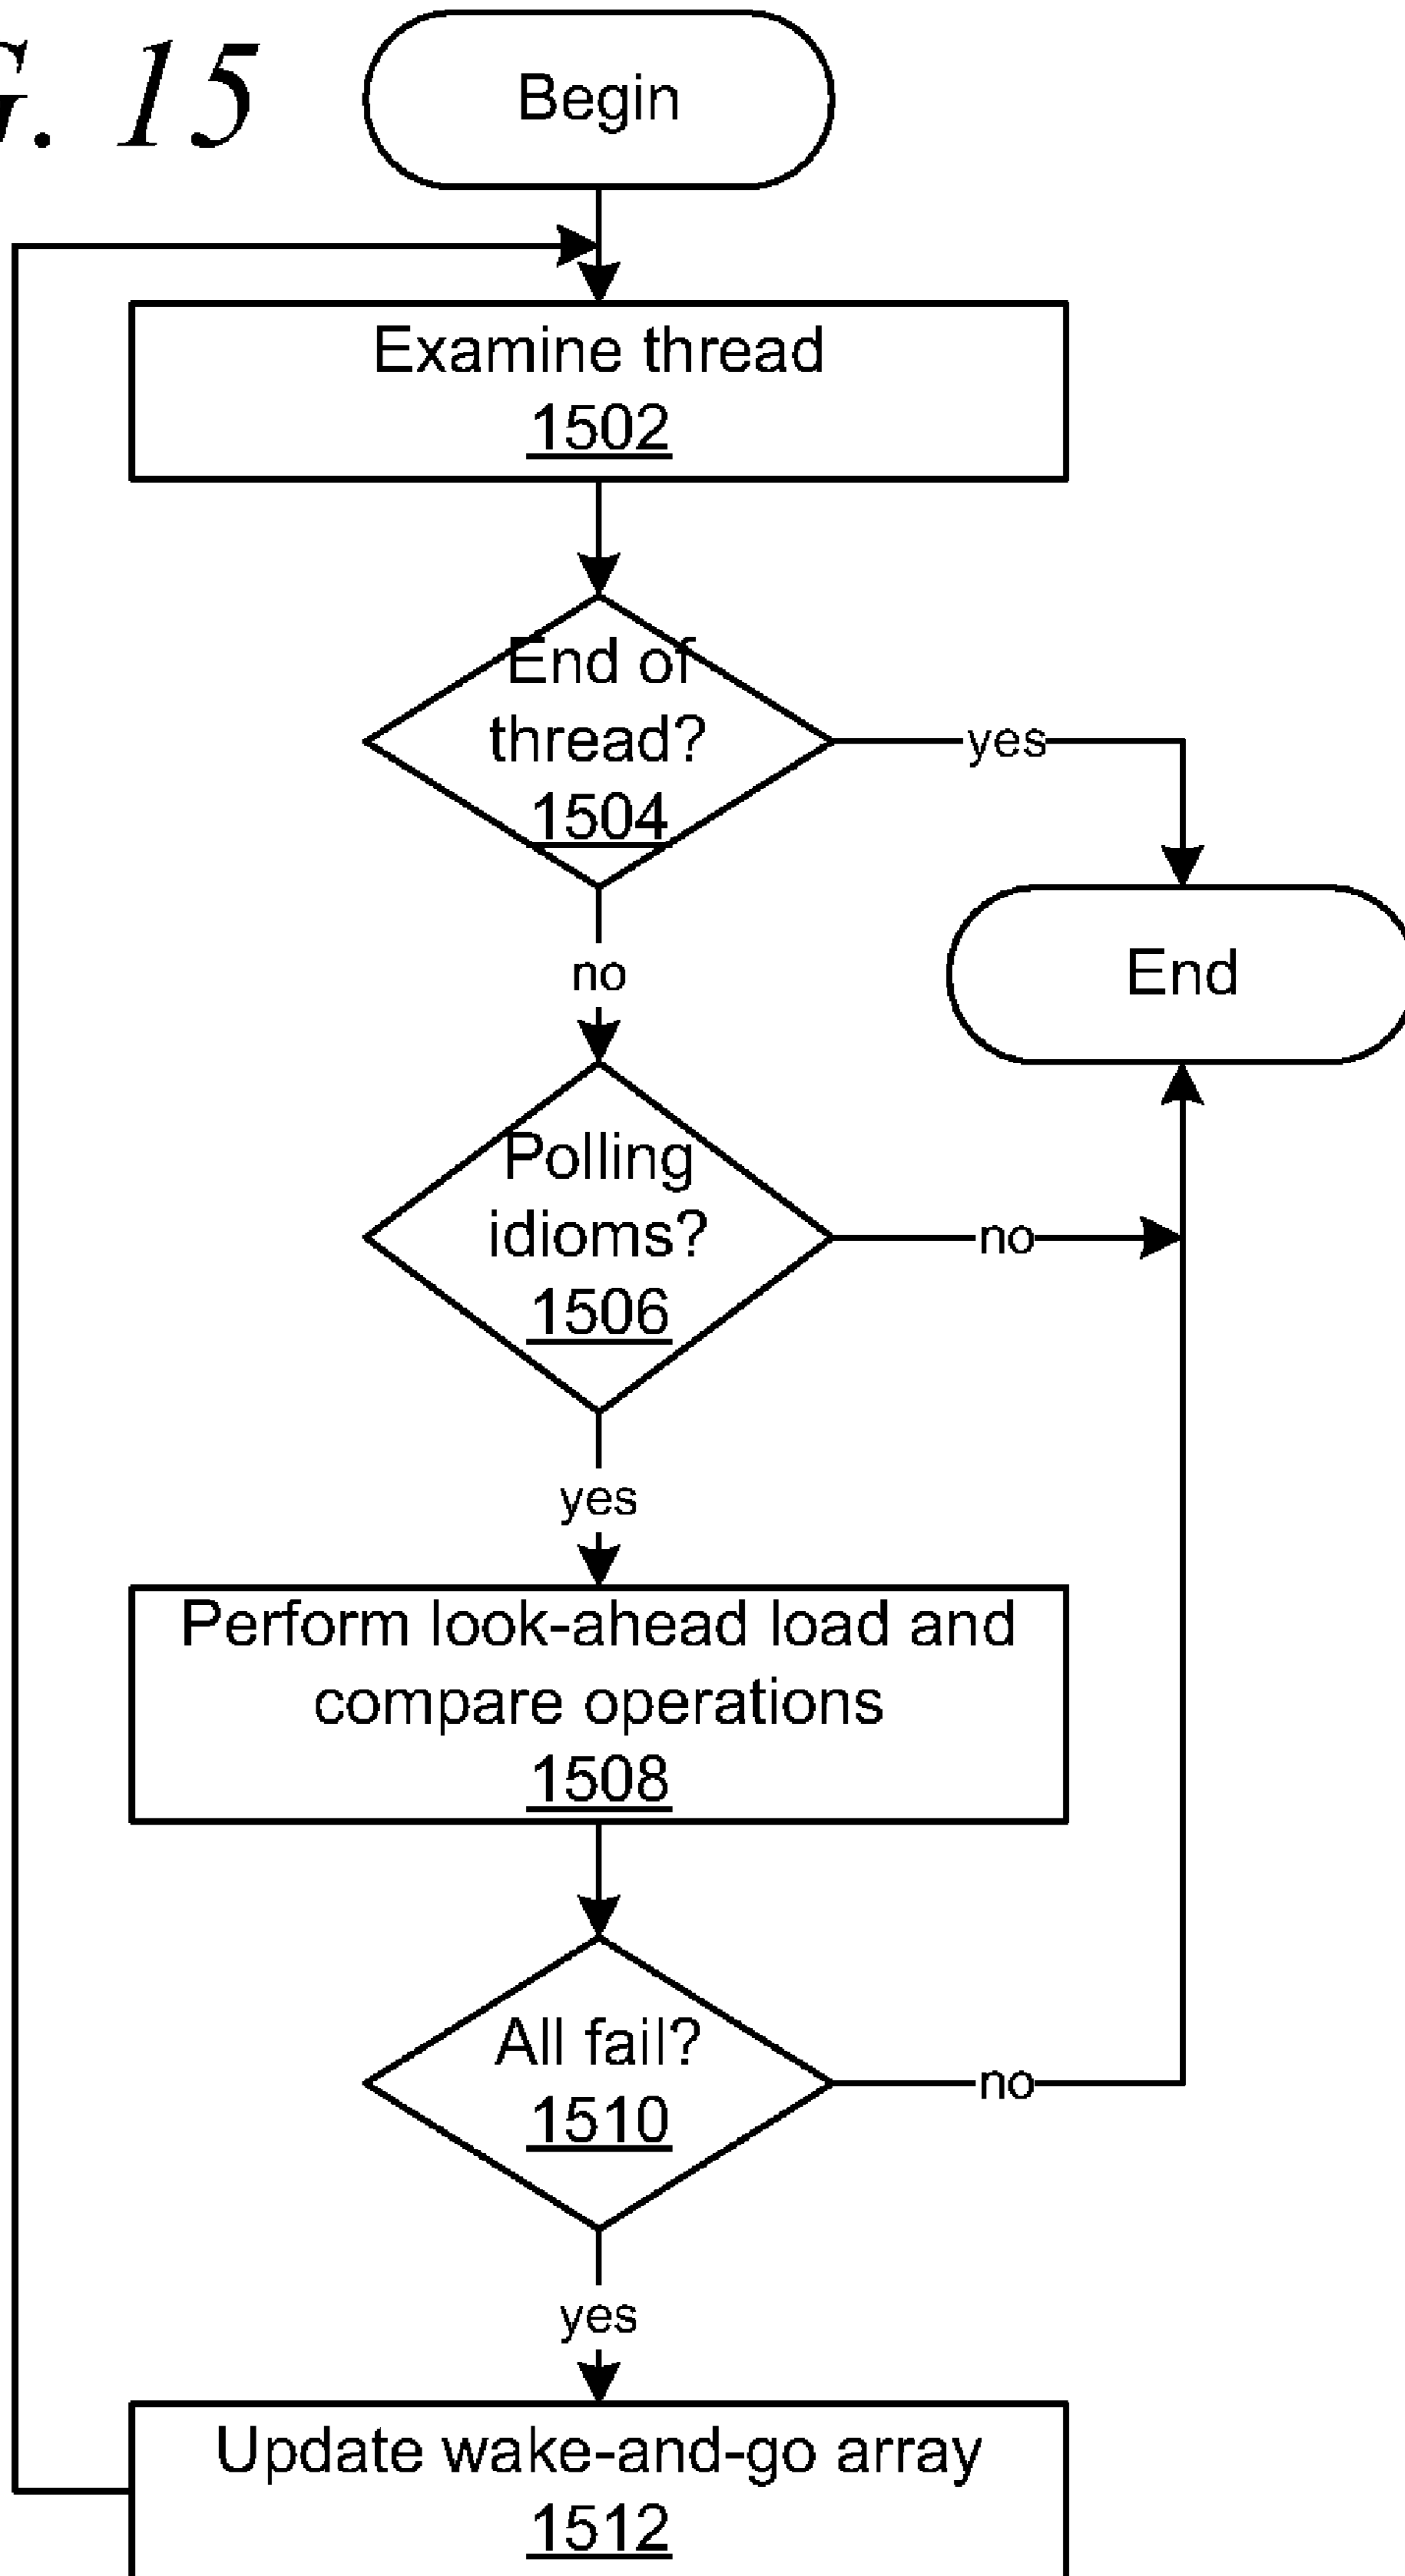 G. 15
Begin
Examine thread
1502
End of
thread?
1504
yes
no
End
Polling
idioms?
1506
no
yes
Perform look-ahead load and
compare operations
1508
All fail?
1510
no
yes
Update wake-and-go array
1512